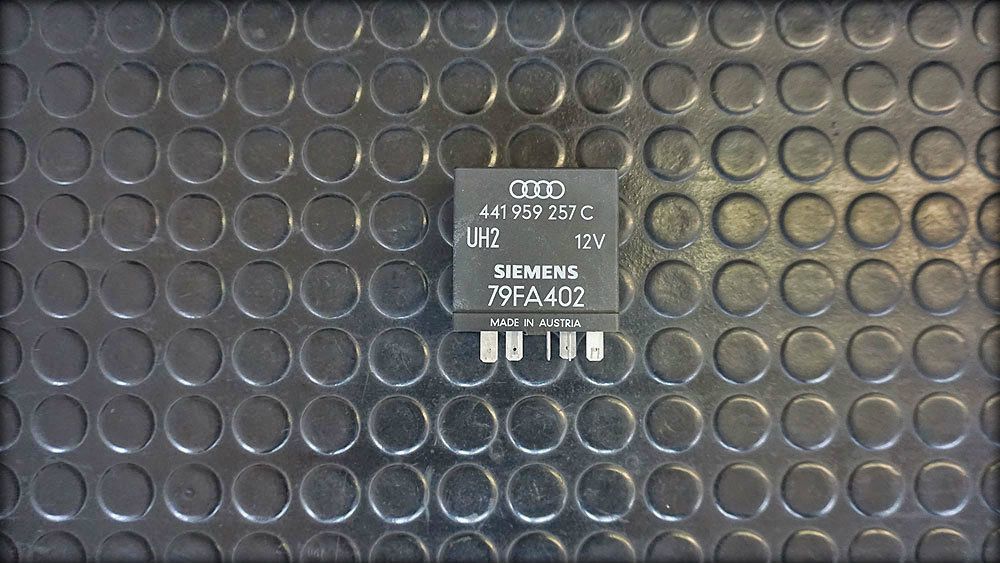 441 959 257 C
UH2 12V
SIEMENS
79FA402
MADE IN AUSTRIA